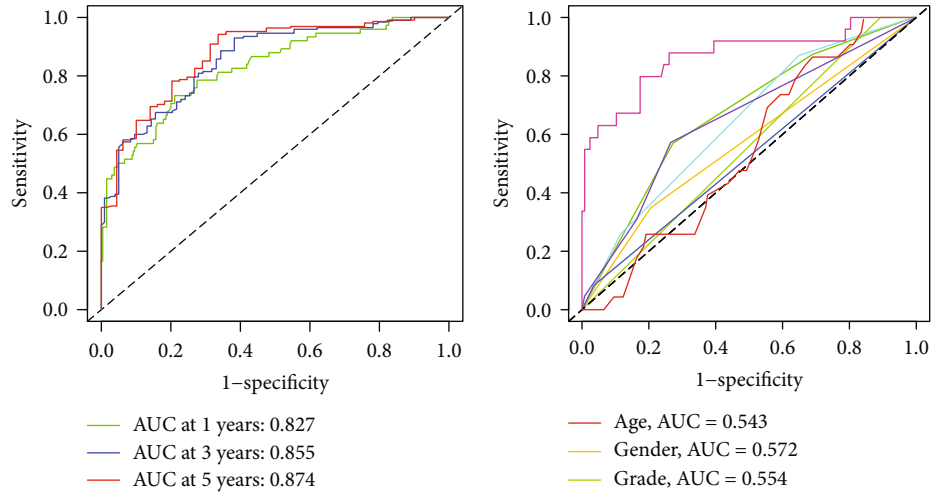 1.0
0.8
0.6
0.4
0.2
0.0
Sensitivity
0.0 0.2 0.4 0.6 0.8 1.0
1−specificity
AUC at 1 years: 0.827
AUC at 3 years: 0.855
AUC at 5 years: 0.874
1.0
0.8
0.6
0.4
0.2
0.0
Sensitivity
0.0 0.2 0.4 0.6 0.8 1.0
1−specificity
Age, AUC = 0.543
Gender, AUC = 0.572
Grade, AUC = 0.554